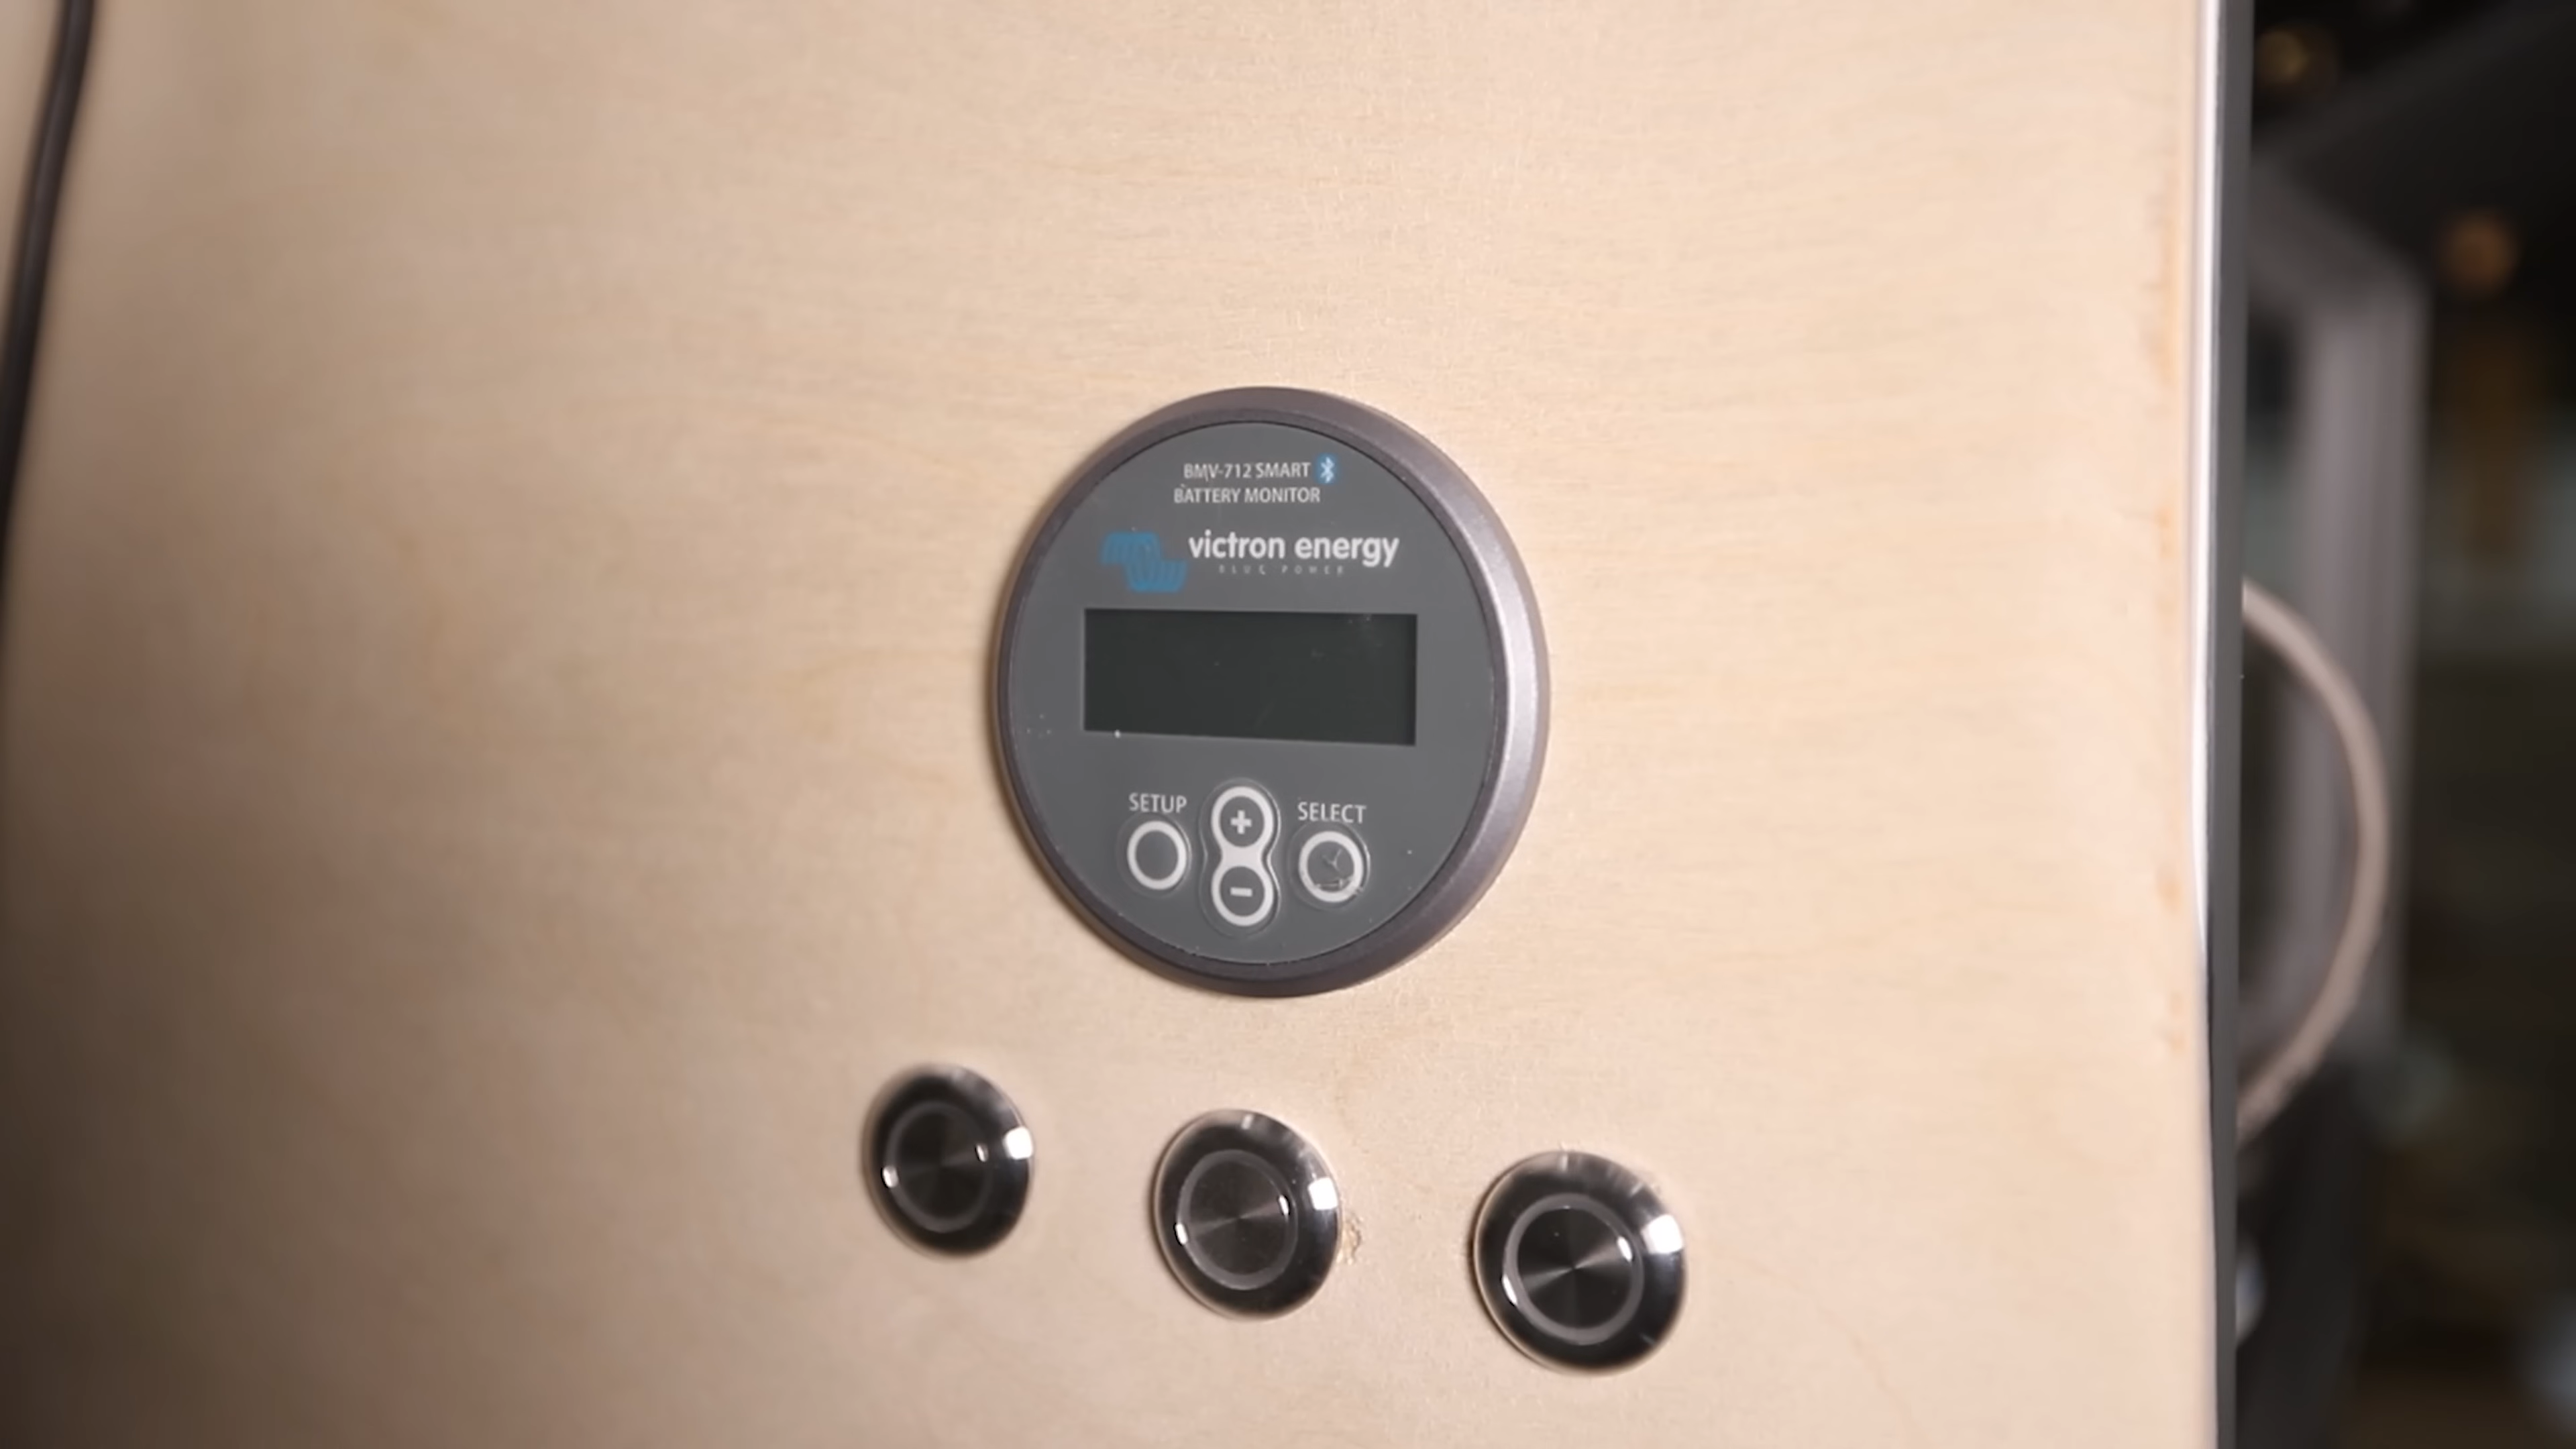 BMV-712 SMART
BATTERY MONITOR
victron energy
BLUE POWER
SETUP
+
SELECT
-